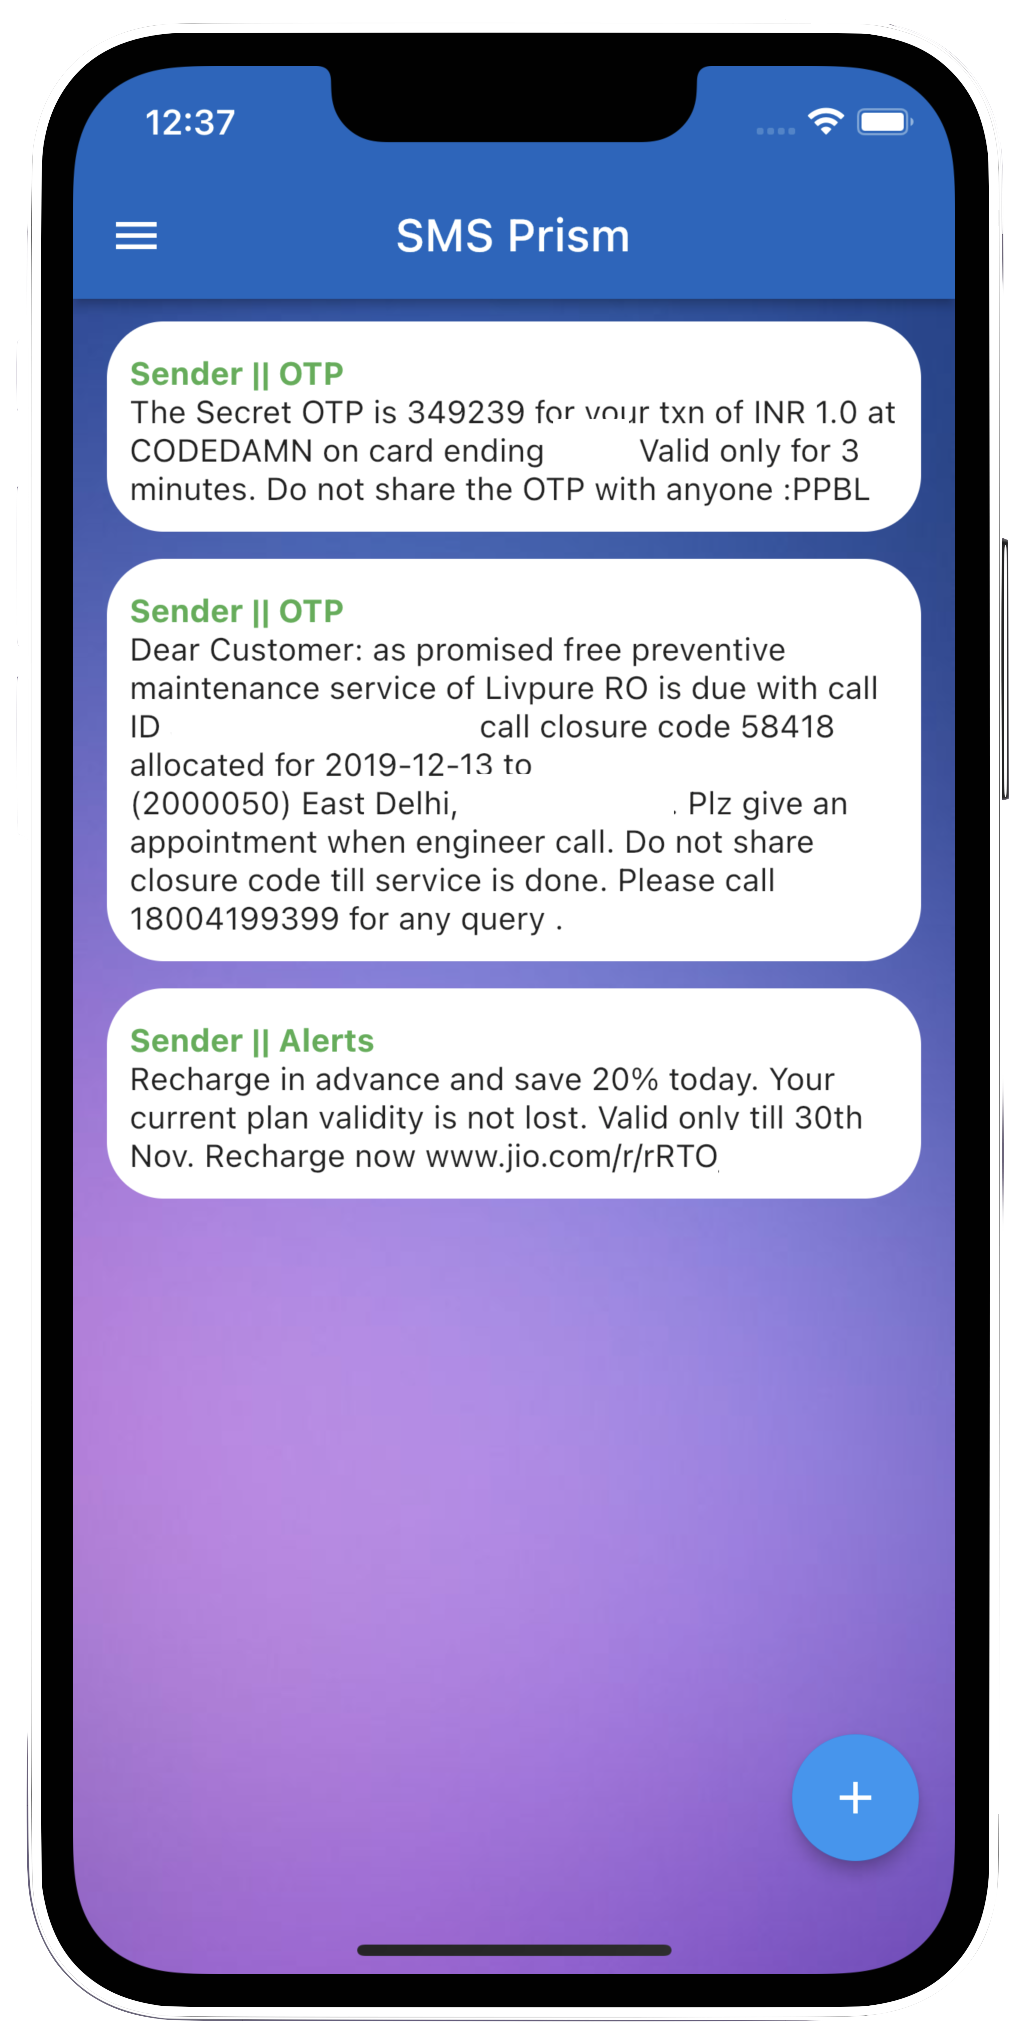 12:37
SMS Prism
Sender || OTP
The Secret OTP is 349239 for your txn of INR 1.0 at
CODEDAMN on card ending Valid only for 3
minutes. Do not share the OTP with anyone :PPBL
Sender || OTP
Dear Customer: as promised free preventive
maintenance service of Livpure RO is due with call
ID call closure code 58418
allocated for 2019-12-13 to
(2000050) East Delhi, . Plz give an
appointment when engineer call. Do not share
closure code till service is done. Please call
18004199399 for any query .
Sender || Alerts
Recharge in advance and save 20% today. Your
current plan validity is not lost. Valid only till 30th
Nov. Recharge now www.jio.com/r/rRTO